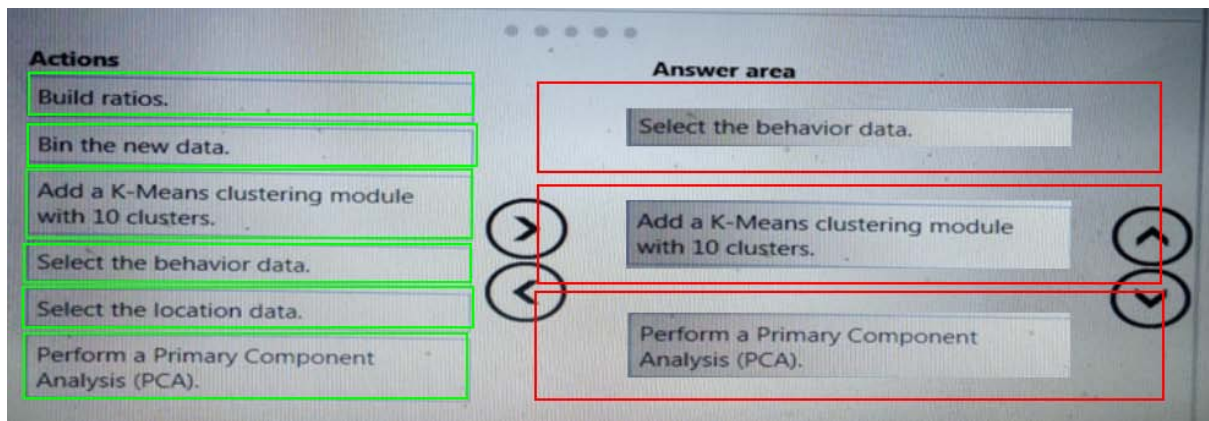 Actions
Build ratios.
Bin the new data.
Add a K-Means clustering module
with 10 clusters.
Select the behavior data.
Select the location data.
Perform a Primary Component
Analysis (PCA).
Answer area
Select the behavior data.
Add a K-Means clustering module
with 10 clusters.
Perform a Primary Component
Analysis (PCA).